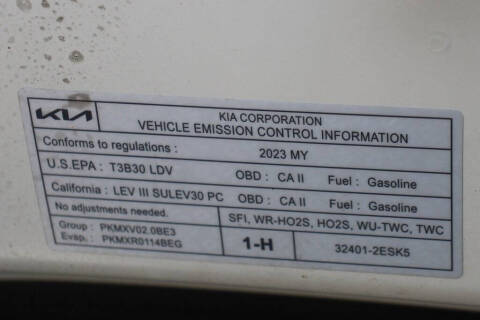 KIA
KIA CORPORATION
VEHICLE EMISSION CONTROL INFORMATION
Conforms to regulations : 2023 MY
U.S.EPA : T3B30 LDV OBD : CA II Fuel : Gasoline
California : LEV III SULEV30 PC OBD : CA II Fuel : Gasoline
No adjustments needed. SFI, WR-HO2S, HO2S, WU-TWC, TWC
Group : PKMXV02.0BE3
Evap. : PKMXR0114BEG
1-H 32401-2ESK5